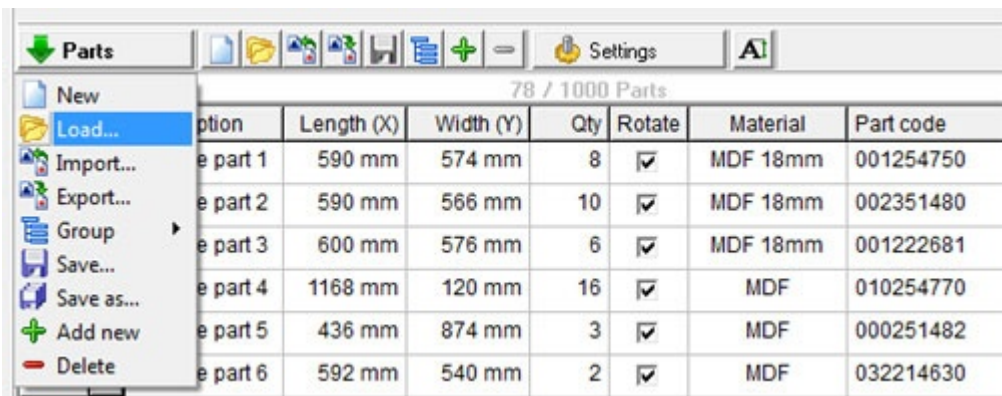 Parts Settings A
78 / 1000 Parts
New
Load...
Import...
Export...
Group
Save...
Save as...
Add new
Delete
ption Length (X) Width (Y) Qty Rotate Material Part code
e part 1 590 mm 574 mm 8 MDF 18mm 001254750
e part 2 590 mm 566 mm 10 MDF 18mm 002351480
e part 3 600 mm 576 mm 6 MDF 18mm 001222681
e part 4 1168 mm 120 mm 16 MDF 010254770
e part 5 436 mm 874 mm 3 MDF 000251482
e part 6 592 mm 540 mm 2 MDF 032214630